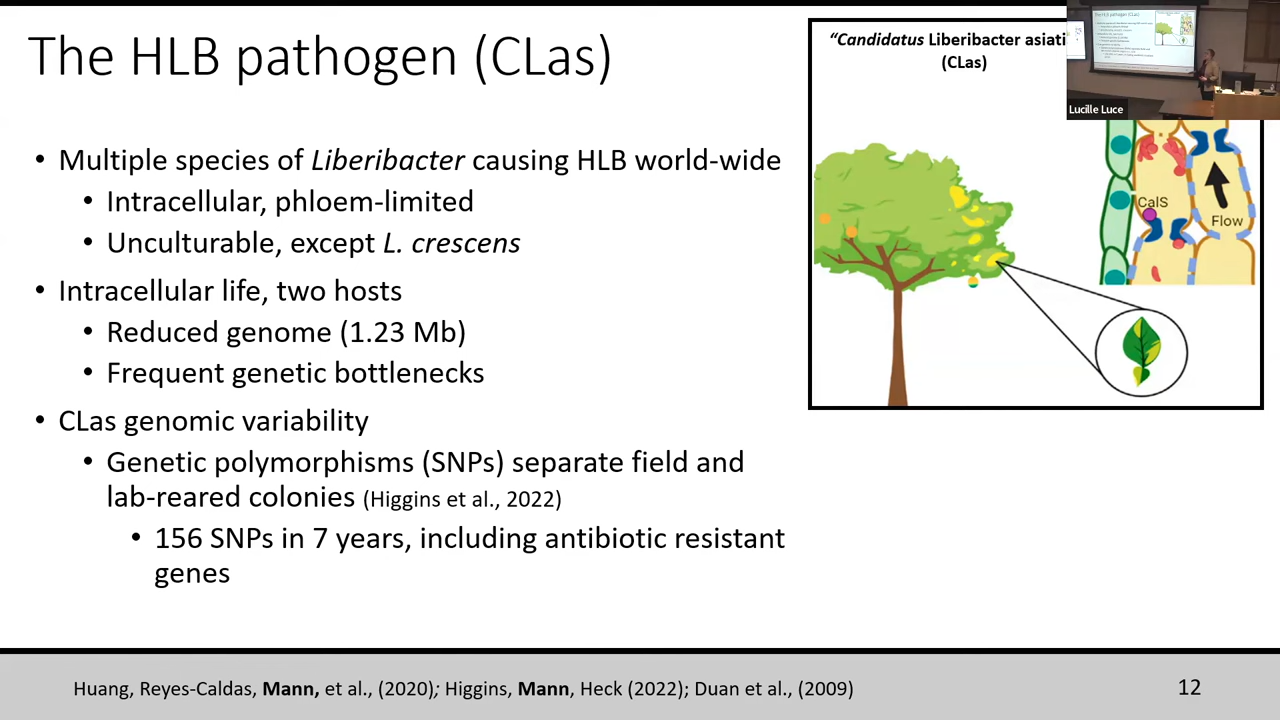 The HLB pathogen (CLas)
• Multiple species of Liberibacter causing HLB world-wide
• Intracellular, phloem-limited
• Unculturable, except L. crescens
• Intracellular life, two hosts
• Reduced genome (1.23 Mb)
• Frequent genetic bottlenecks
• CLas genomic variability
• Genetic polymorphisms (SNPs) separate field and
lab-reared colonies (Higgins et al., 2022)
• 156 SNPs in 7 years, including antibiotic resistant
genes
“Candidatus Liberibacter asiati
(CLas)
Lucille Luce
CalS
Flow
Huang, Reyes-Caldas, Mann, et al., (2020); Higgins, Mann, Heck (2022); Duan et al., (2009)
12